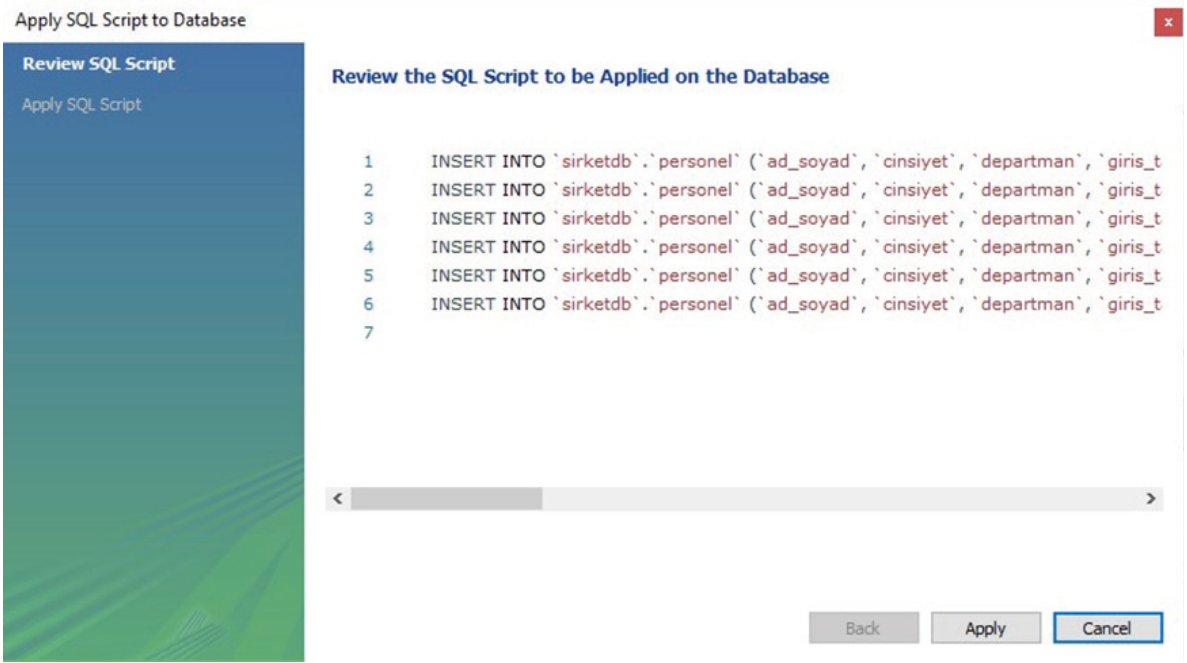 Apply SQL Script to Database
x
Review SQL Script
Apply SQL Script
Review the SQL Script to be Applied on the Database
1 INSERT INTO `sirketdb`.`personel` (`ad_soyad`, `cinsiyet`, `departman`, `giris_t
2 INSERT INTO `sirketdb`.`personel` (`ad_soyad`, `cinsiyet`, `departman`, `giris_t
3 INSERT INTO `sirketdb`.`personel` (`ad_soyad`, `cinsiyet`, `departman`, `giris_t
4 INSERT INTO `sirketdb`.`personel` (`ad_soyad`, `cinsiyet`, `departman`, `giris_t
5 INSERT INTO `sirketdb`.`personel` (`ad_soyad`, `cinsiyet`, `departman`, `giris_t
6 INSERT INTO `sirketdb`.`personel` (`ad_soyad`, `cinsiyet`, `departman`, `giris_t
7
Back Apply Cancel